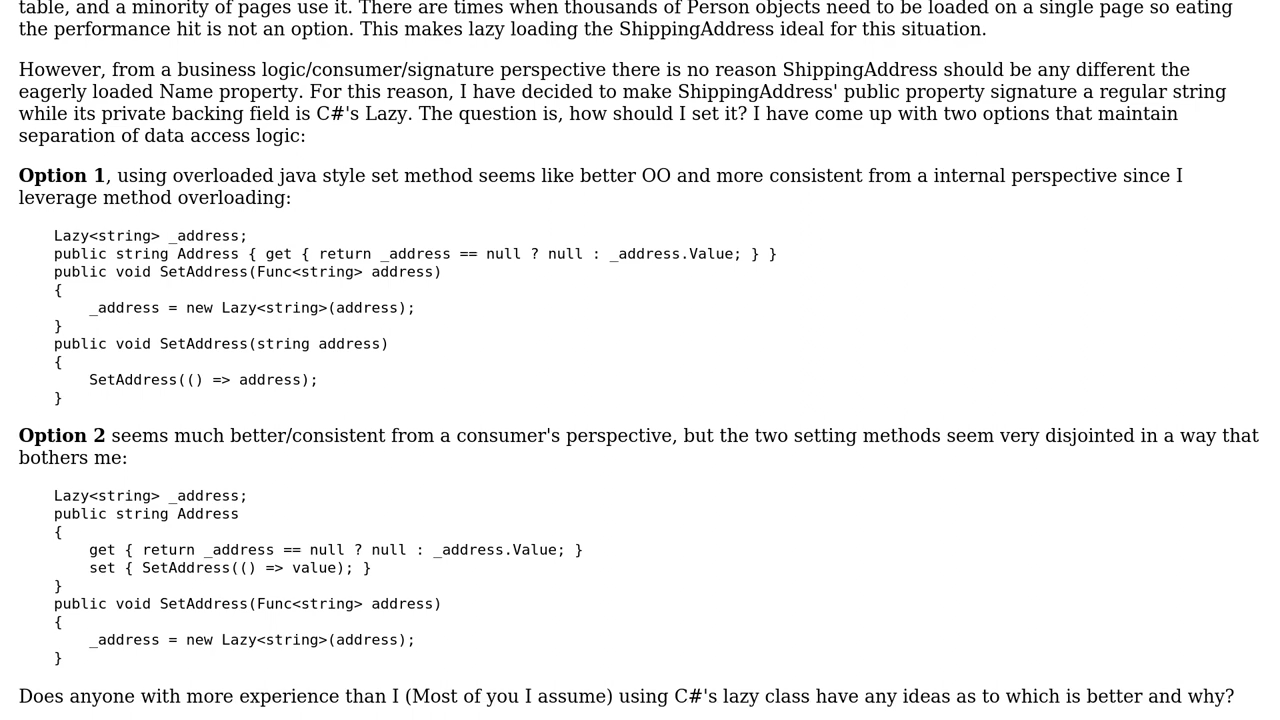 table, and a minority of pages use it. There are times when thousands of Person objects need to be loaded on a single page so eating
the performance hit is not an option. This makes lazy loading the ShippingAddress ideal for this situation.
However, from a business logic/consumer/signature perspective there is no reason ShippingAddress should be any different the
eagerly loaded Name property. For this reason, I have decided to make ShippingAddress' public property signature a regular string
while its private backing field is C#'s Lazy. The question is, how should I set it? I have come up with two options that maintain
separation of data access logic:
Option 1, using overloaded java style set method seems like better OO and more consistent from a internal perspective since I
leverage method overloading:
Lazy<string> _address;
public string Address { get { return _address == null ? null : _address.Value; } }
public void SetAddress(Func<string> address)
{
    _address = new Lazy<string>(address);
}
public void SetAddress(string address)
{
    SetAddress(() => address);
}
Option 2 seems much better/consistent from a consumer's perspective, but the two setting methods seem very disjointed in a way that
bothers me:
Lazy<string> _address;
public string Address
{
    get { return _address == null ? null : _address.Value; }
    set { SetAddress(() => value); }
}
public void SetAddress(Func<string> address)
{
    _address = new Lazy<string>(address);
}
Does anyone with more experience than I (Most of you I assume) using C#'s lazy class have any ideas as to which is better and why?